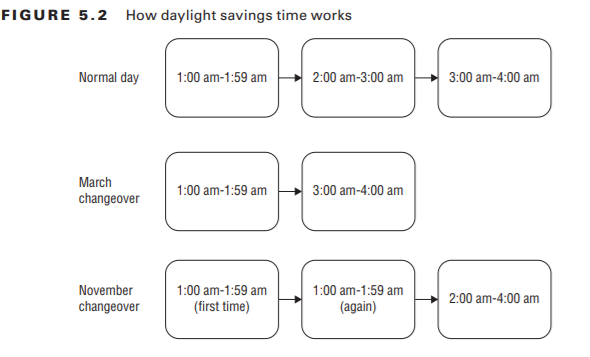 FIGURE 5.2 How daylight savings time works
Normal day
1:00 am-1:59 am
2:00 am-3:00 am
3:00 am-4:00 am
March
changeover
1:00 am-1:59 am
3:00 am-4:00 am
November
changeover
1:00 am-1:59 am
(first time)
1:00 am-1:59 am
(again)
2:00 am-4:00 am